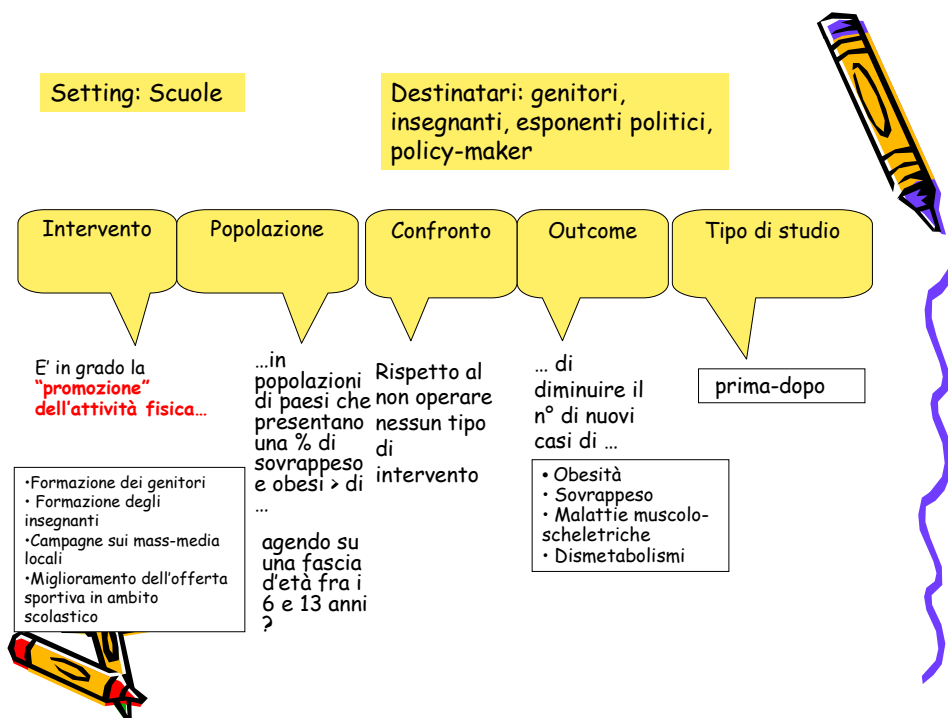 Setting: Scuole
Destinatari: genitori,
insegnanti, esponenti politici,
policy-maker
Intervento
Popolazione
Confronto
Outcome
Tipo di studio
E' in grado la
“promozione”
dell'attività fisica…
•Formazione dei genitori
• Formazione degli
insegnanti
•Campagne sui mass-media
locali
•Miglioramento dell'offerta
sportiva in ambito
scolastico
…in
popolazioni
di paesi che
presentano
una % di
sovrappeso
e obesi > di
…
agendo su
una fascia
d'età fra i
6 e 13 anni
?
Rispetto al
non operare
nessun tipo
di
intervento
… di
diminuire il
n° di nuovi
casi di …
• Obesità
• Sovrappeso
• Malattie muscolo-
scheletriche
• Dismetabolismi
prima-dopo